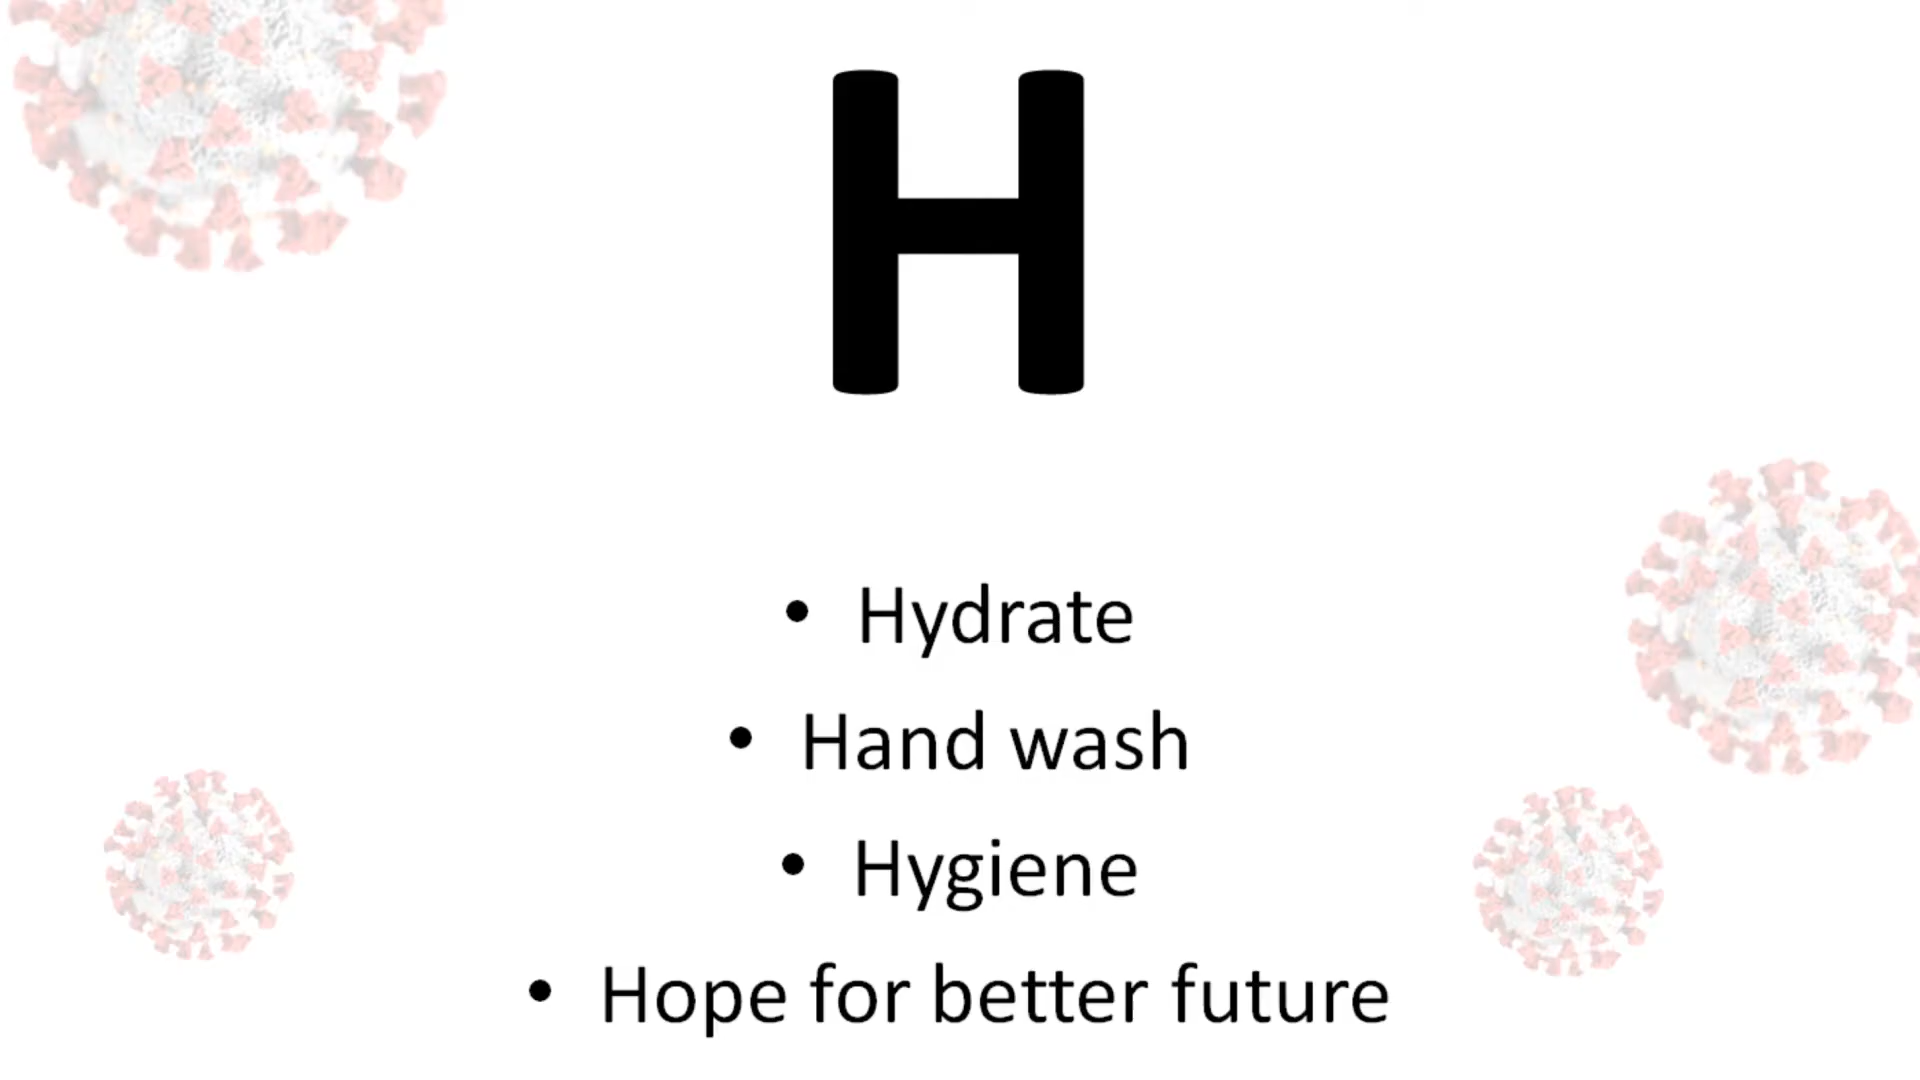 H
• Hydrate
• Hand wash
• Hygiene
• Hope for better future